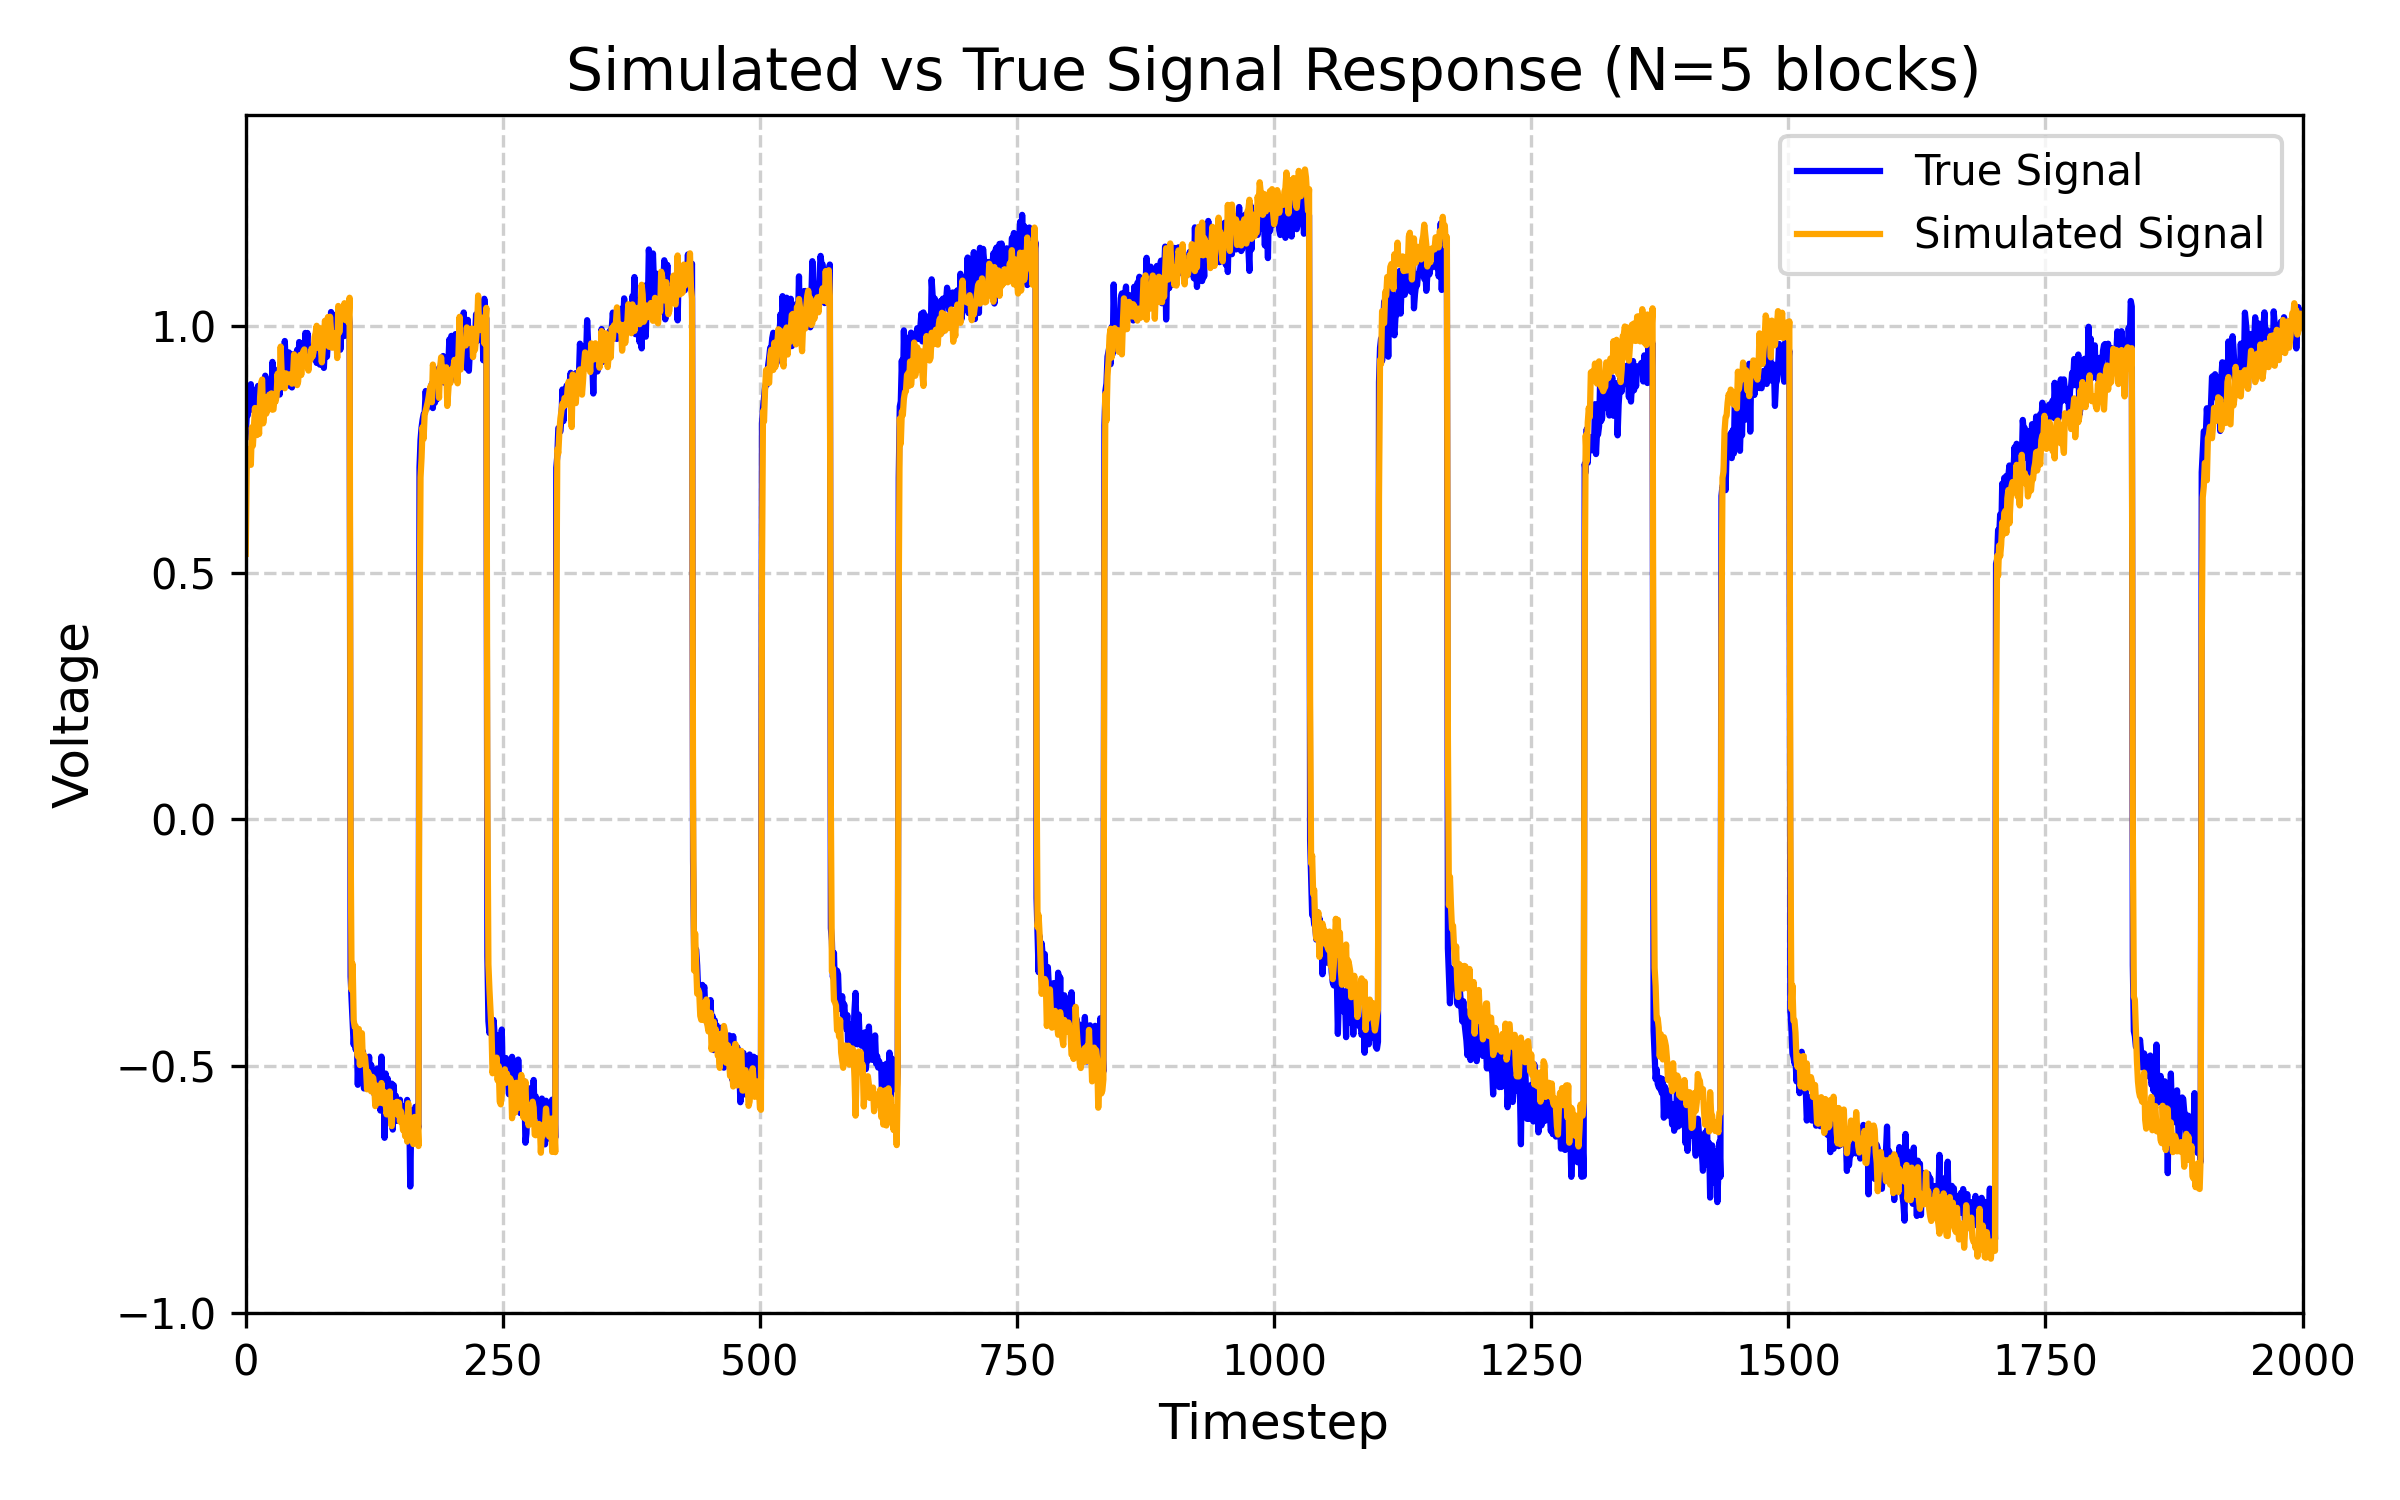 Simulated vs True Signal Response (N=5 blocks)
True Signal
Simulated Signal
Voltage
1.0
0.5
0.0
−0.5
−1.0
0 250 500 750 1000 1250 1500 1750 2000
Timestep